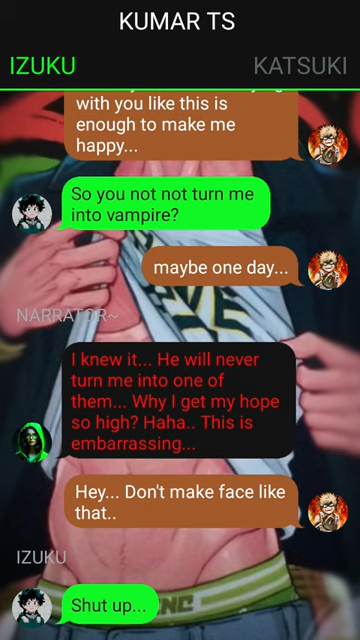 KUMAR TS
IZUKU
KATSUKI
with you like this is
enough to make me
happy...
So you not not turn me
into vampire?
maybe one day...
NARRATOR~
I knew it... He will never
turn me into one of
them... Why I get my hope
so high? Haha.. This is
embarrassing...
Hey... Don't make face like
that..
IZUKU
Shut up...